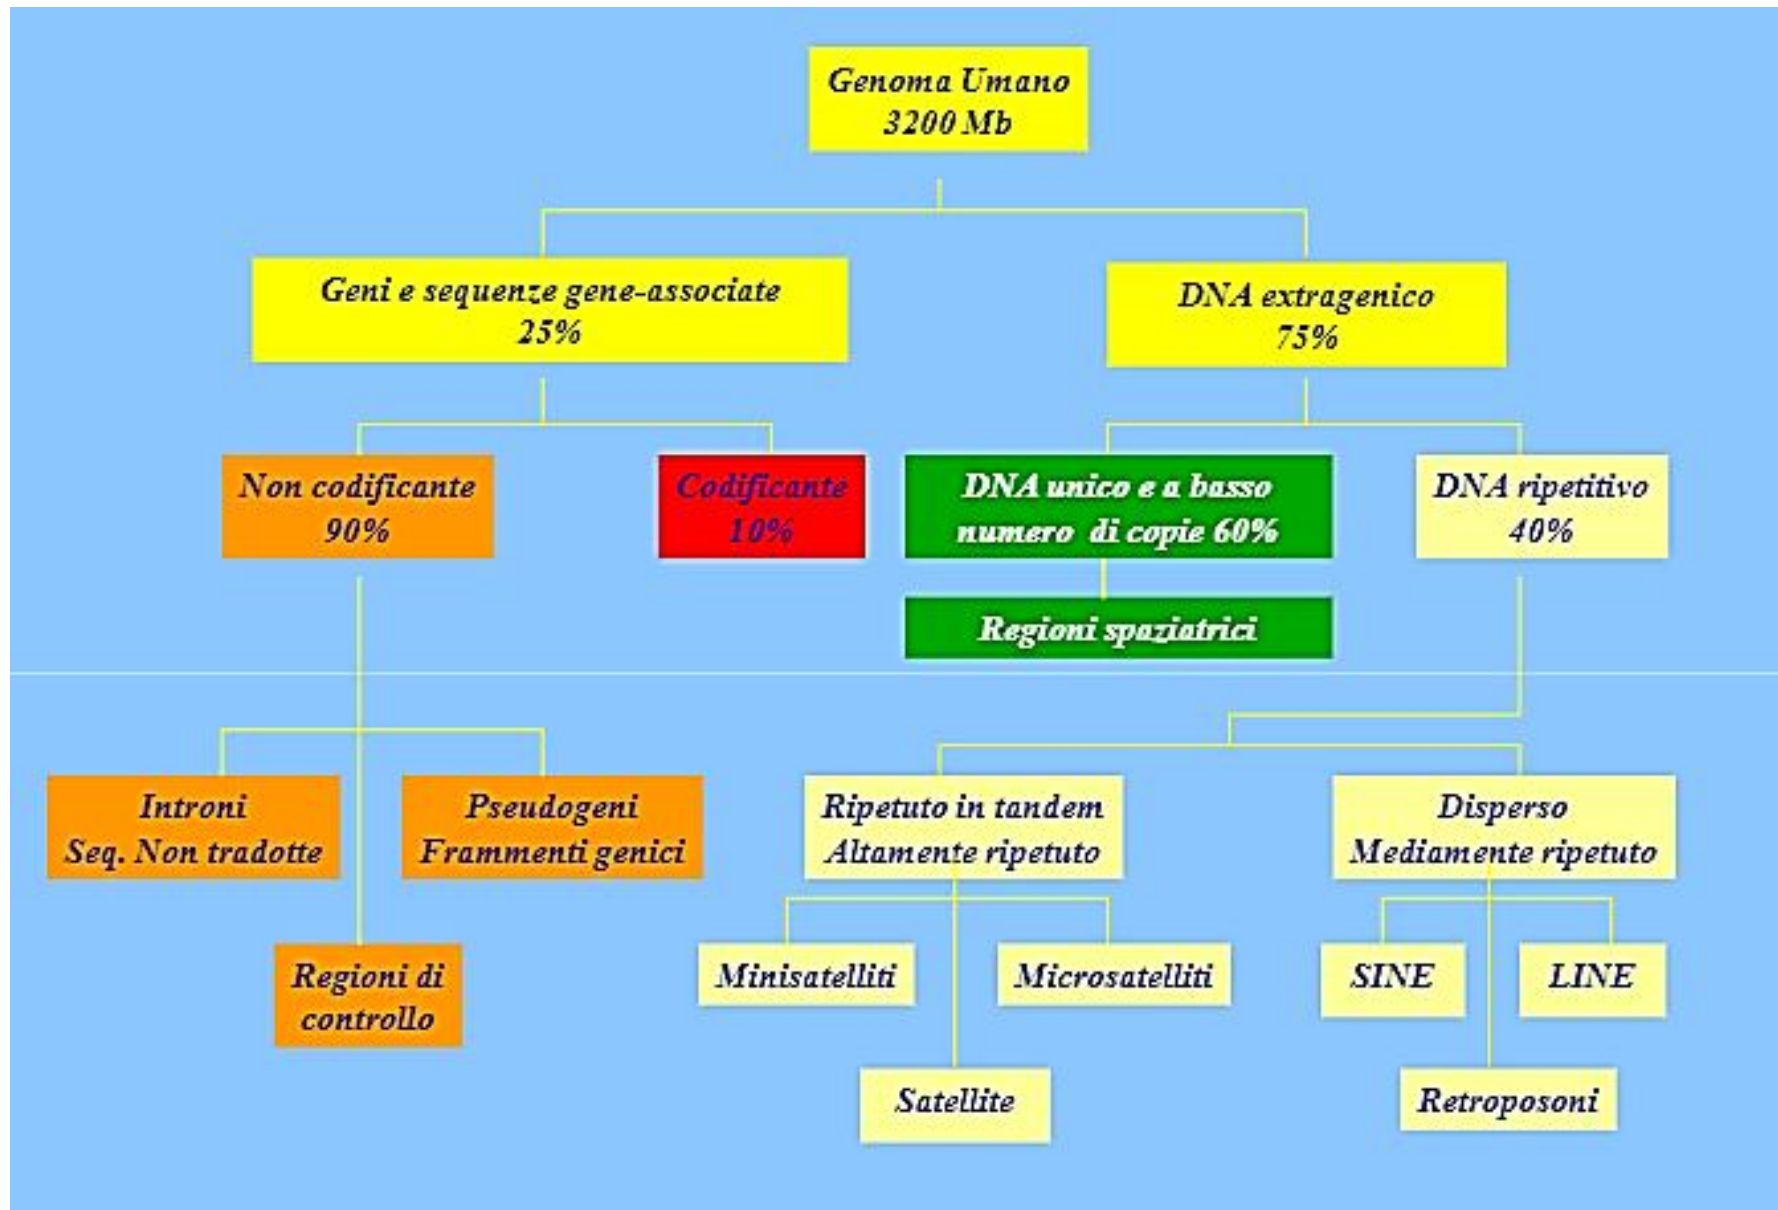 Genoma Umano
3200 Mb
Geni e sequenze gene-associate
25%
DNA extragenico
75%
Non codificante
90%
Codificante
10%
DNA unico e a basso
numero di copie 60%
DNA ripetitivo
40%
Regioni spaziatrici
Introni
Seq. Non tradotte
Pseudogeni
Frammenti genici
Ripetuto in tandem
Altamente ripetuto
Disperso
Mediamente ripetuto
Regioni di
controllo
Minisatelliti
Microsatelliti
SINE
LINE
Satellite
Retroposoni